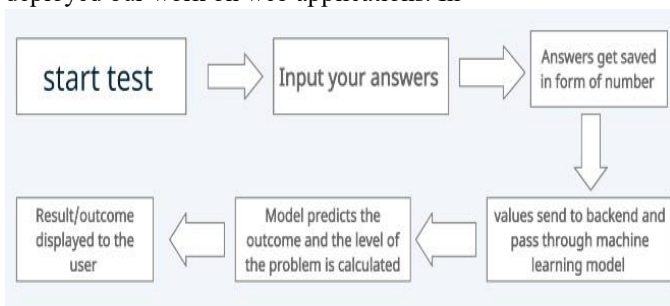 deployed our work on web applications. In
start test
Input your answers
Answers get saved
in form of number
values send to backend and
pass through machine
learning model
Model predicts the
outcome and the level of
the problem is calculated
Result/outcome
displayed to the
user